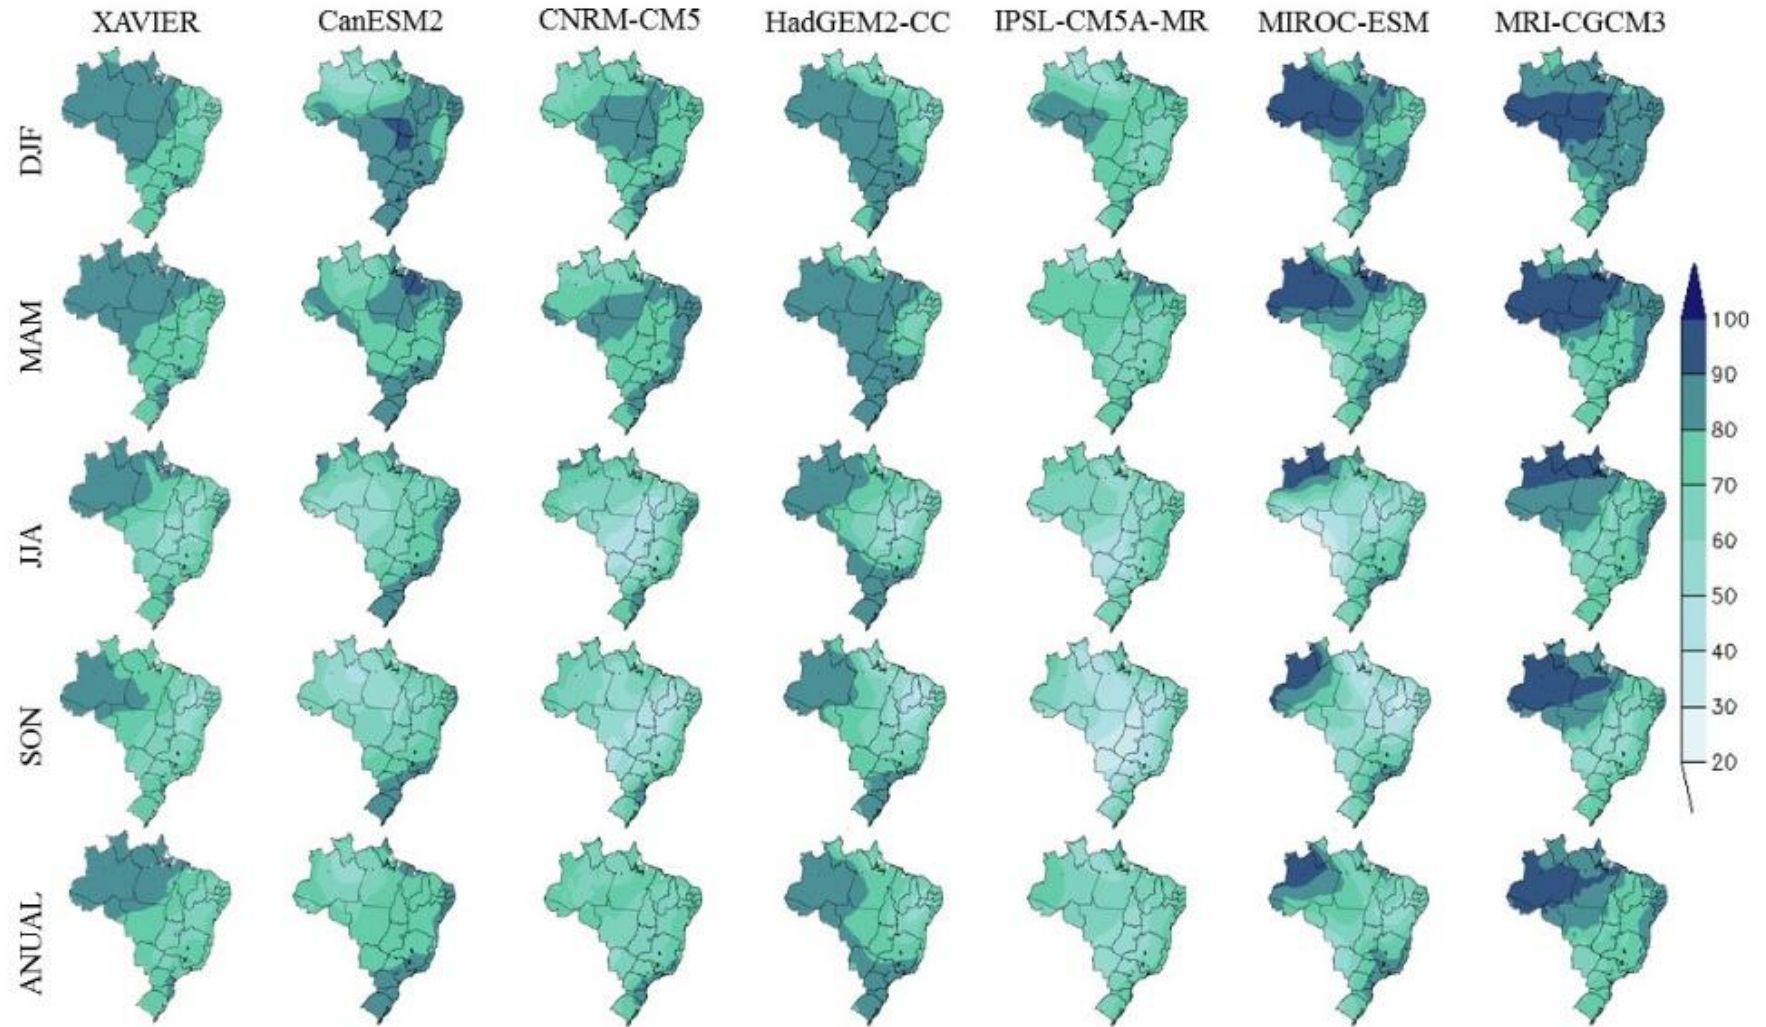 XAVIER CanESM2 CNRM-CM5 HadGEM2-CC IPSL-CM5A-MR MIROC-ESM MRI-CGCM3
DJF
MAM
JJA
SON
ANUAL
100
90
80
70
60
50
40
30
20